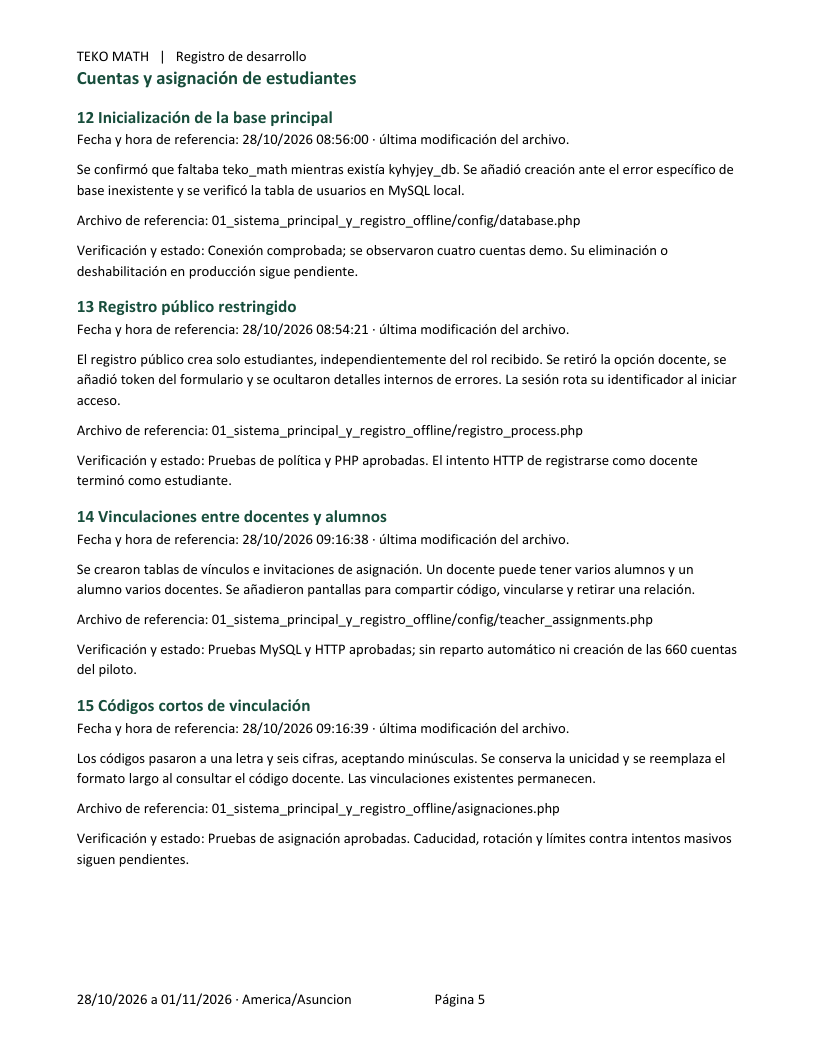 TEKO MATH | Registro de desarrollo
Cuentas y asignación de estudiantes
12 Inicialización de la base principal
Fecha y hora de referencia: 28/10/2026 08:56:00 · última modificación del archivo.
Se confirmó que faltaba teko_math mientras existía kyhyjey_db. Se añadió creación ante el error específico de
base inexistente y se verificó la tabla de usuarios en MySQL local.
Archivo de referencia: 01_sistema_principal_y_registro_offline/config/database.php
Verificación y estado: Conexión comprobada; se observaron cuatro cuentas demo. Su eliminación o
deshabilitación en producción sigue pendiente.
13 Registro público restringido
Fecha y hora de referencia: 28/10/2026 08:54:21 · última modificación del archivo.
El registro público crea solo estudiantes, independientemente del rol recibido. Se retiró la opción docente, se
añadió token del formulario y se ocultaron detalles internos de errores. La sesión rota su identificador al iniciar
acceso.
Archivo de referencia: 01_sistema_principal_y_registro_offline/registro_process.php
Verificación y estado: Pruebas de política y PHP aprobadas. El intento HTTP de registrarse como docente
terminó como estudiante.
14 Vinculaciones entre docentes y alumnos
Fecha y hora de referencia: 28/10/2026 09:16:38 · última modificación del archivo.
Se crearon tablas de vínculos e invitaciones de asignación. Un docente puede tener varios alumnos y un
alumno varios docentes. Se añadieron pantallas para compartir código, vincularse y retirar una relación.
Archivo de referencia: 01_sistema_principal_y_registro_offline/config/teacher_assignments.php
Verificación y estado: Pruebas MySQL y HTTP aprobadas; sin reparto automático ni creación de las 660 cuentas
del piloto.
15 Códigos cortos de vinculación
Fecha y hora de referencia: 28/10/2026 09:16:39 · última modificación del archivo.
Los códigos pasaron a una letra y seis cifras, aceptando minúsculas. Se conserva la unicidad y se reemplaza el
formato largo al consultar el código docente. Las vinculaciones existentes permanecen.
Archivo de referencia: 01_sistema_principal_y_registro_offline/asignaciones.php
Verificación y estado: Pruebas de asignación aprobadas. Caducidad, rotación y límites contra intentos masivos
siguen pendientes.
28/10/2026 a 01/11/2026 · America/Asuncion Página 5